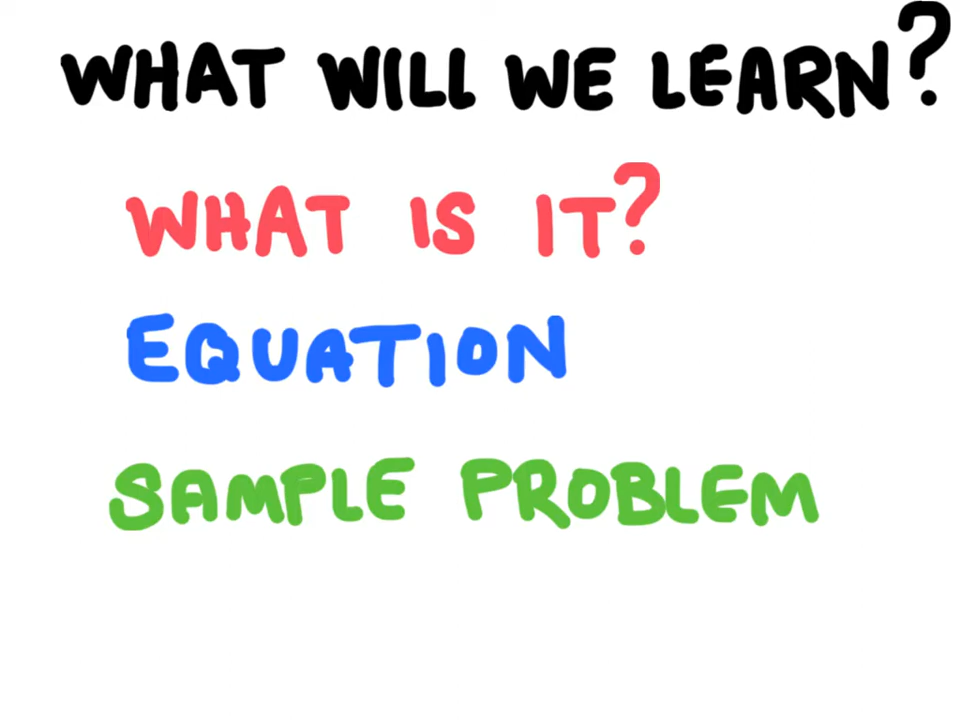 WHAT WILL WE LEARN?
WHAT IS IT?
EQUATION
SAMPLE PROBLEM